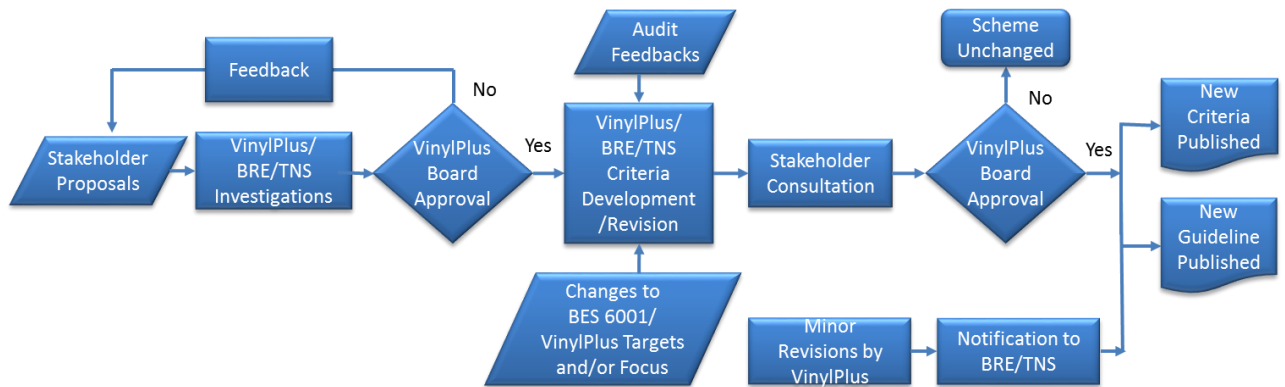 Feedback
No
Stakeholder
Proposals
VinylPlus/
BRE/TNS
Investigations
VinylPlus
Board
Approval
Yes
Audit
Feedbacks
VinylPlus/
BRE/TNS
Criteria
Development
/Revision
Changes to
BES 6001/
VinylPlus Targets
and/or Focus
Stakeholder
Consultation
Scheme
Unchanged
No
VinylPlus
Board
Approval
Yes
New
Criteria
Published
New
Guideline
Published
Minor
Revisions by
VinylPlus
Notification to
BRE/TNS